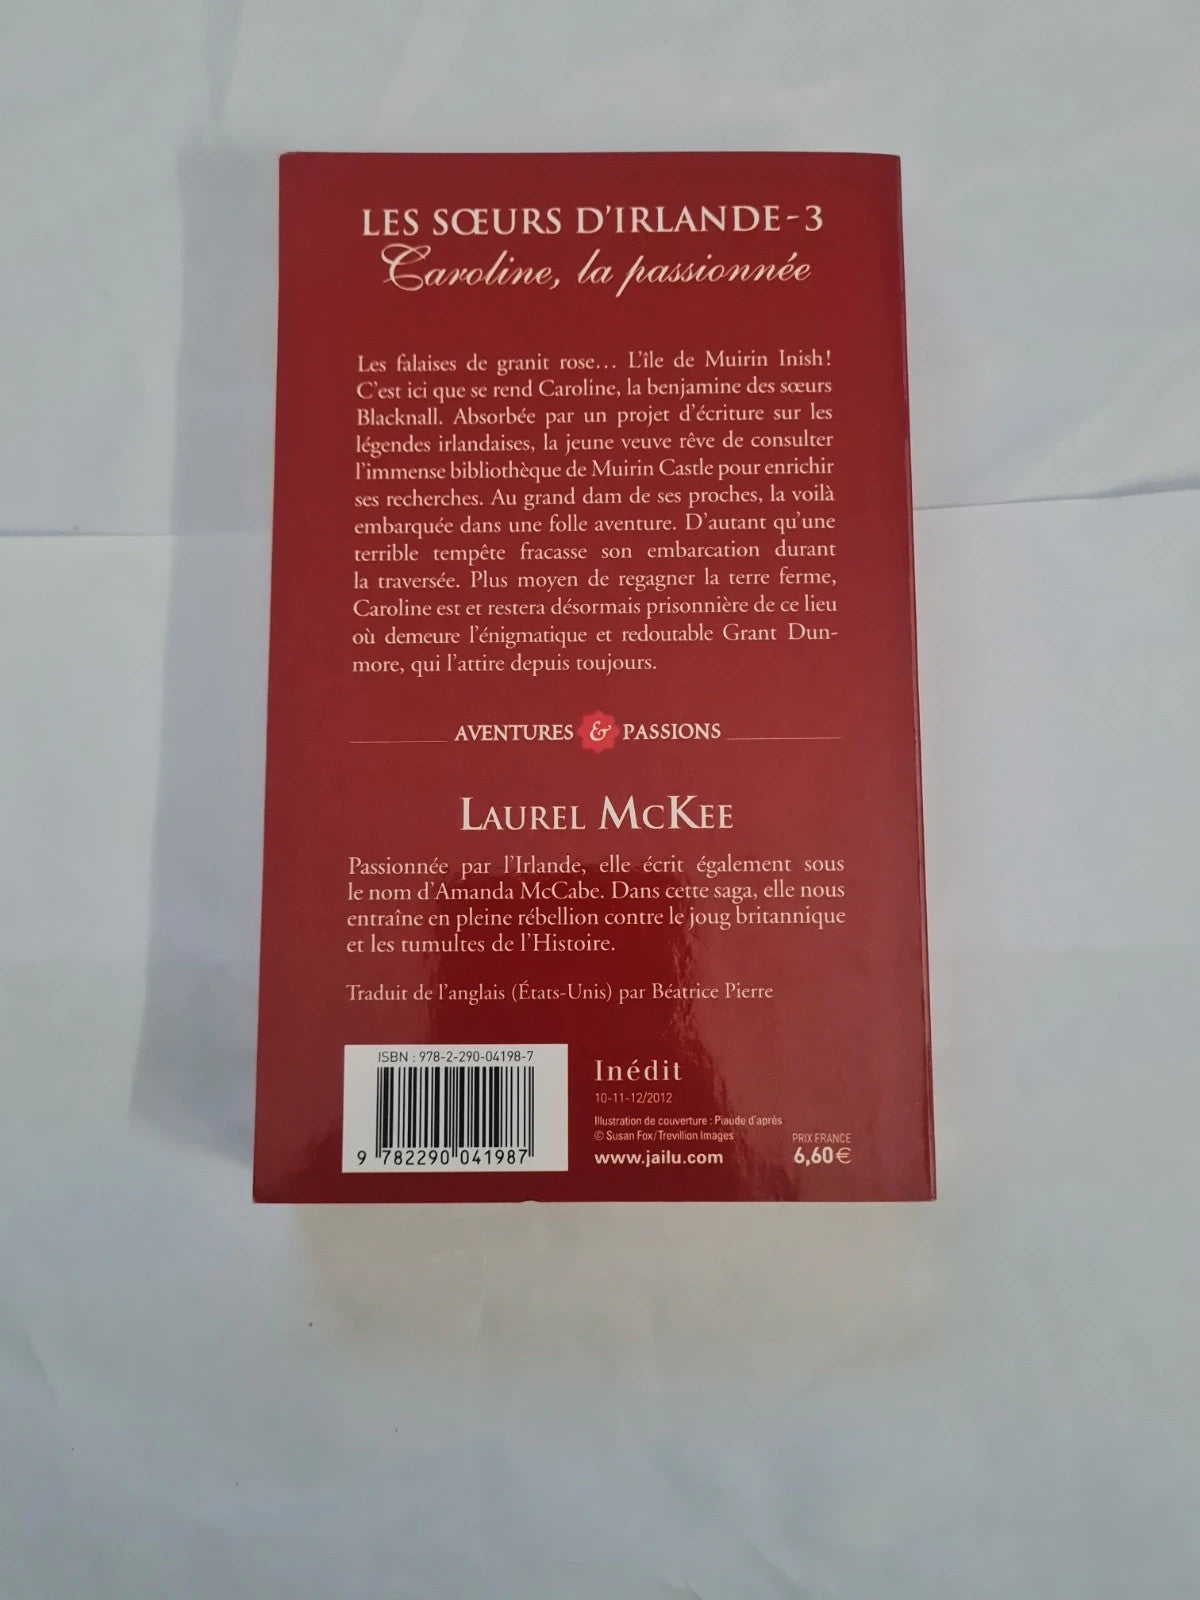 LES SŒURS D'IRLANDE - 3
Caroline, la passionnée
Les falaises de granit rose… L'île de Muirin Inish !
C'est ici que se rend Caroline, la benjamine des sœurs
Blacknall. Absorbée par un projet d'écriture sur les
légendes irlandaises, la jeune veuve rêve de consulter
l'immense bibliothèque de Muirin Castle pour enrichir
ses recherches. Au grand dam de ses proches, la voilà
embarquée dans une folle aventure. D'autant qu'une
terrible tempête fracasse son embarcation durant
la traversée. Plus moyen de regagner la terre ferme,
Caroline est et restera désormais prisonnière de ce lieu
où demeure l'énigmatique et redoutable Grant Dun-
more, qui l'attire depuis toujours.
AVENTURES & PASSIONS
LAUREL MCKEE
Passionnée par l'Irlande, elle écrit également sous
le nom d'Amanda McCabe. Dans cette saga, elle nous
entraîne en pleine rébellion contre le joug britannique
et les tumultes de l'Histoire.
Traduit de l'anglais (États-Unis) par Béatrice Pierre
ISBN : 978-2-290-04198-7
9 782290 041987
Inédit
10-11-12/2012
Illustration de couverture : Piaude d'après
© Susan Fox/Trevillion Images
www.jailu.com
PRIX FRANCE
6,60 €